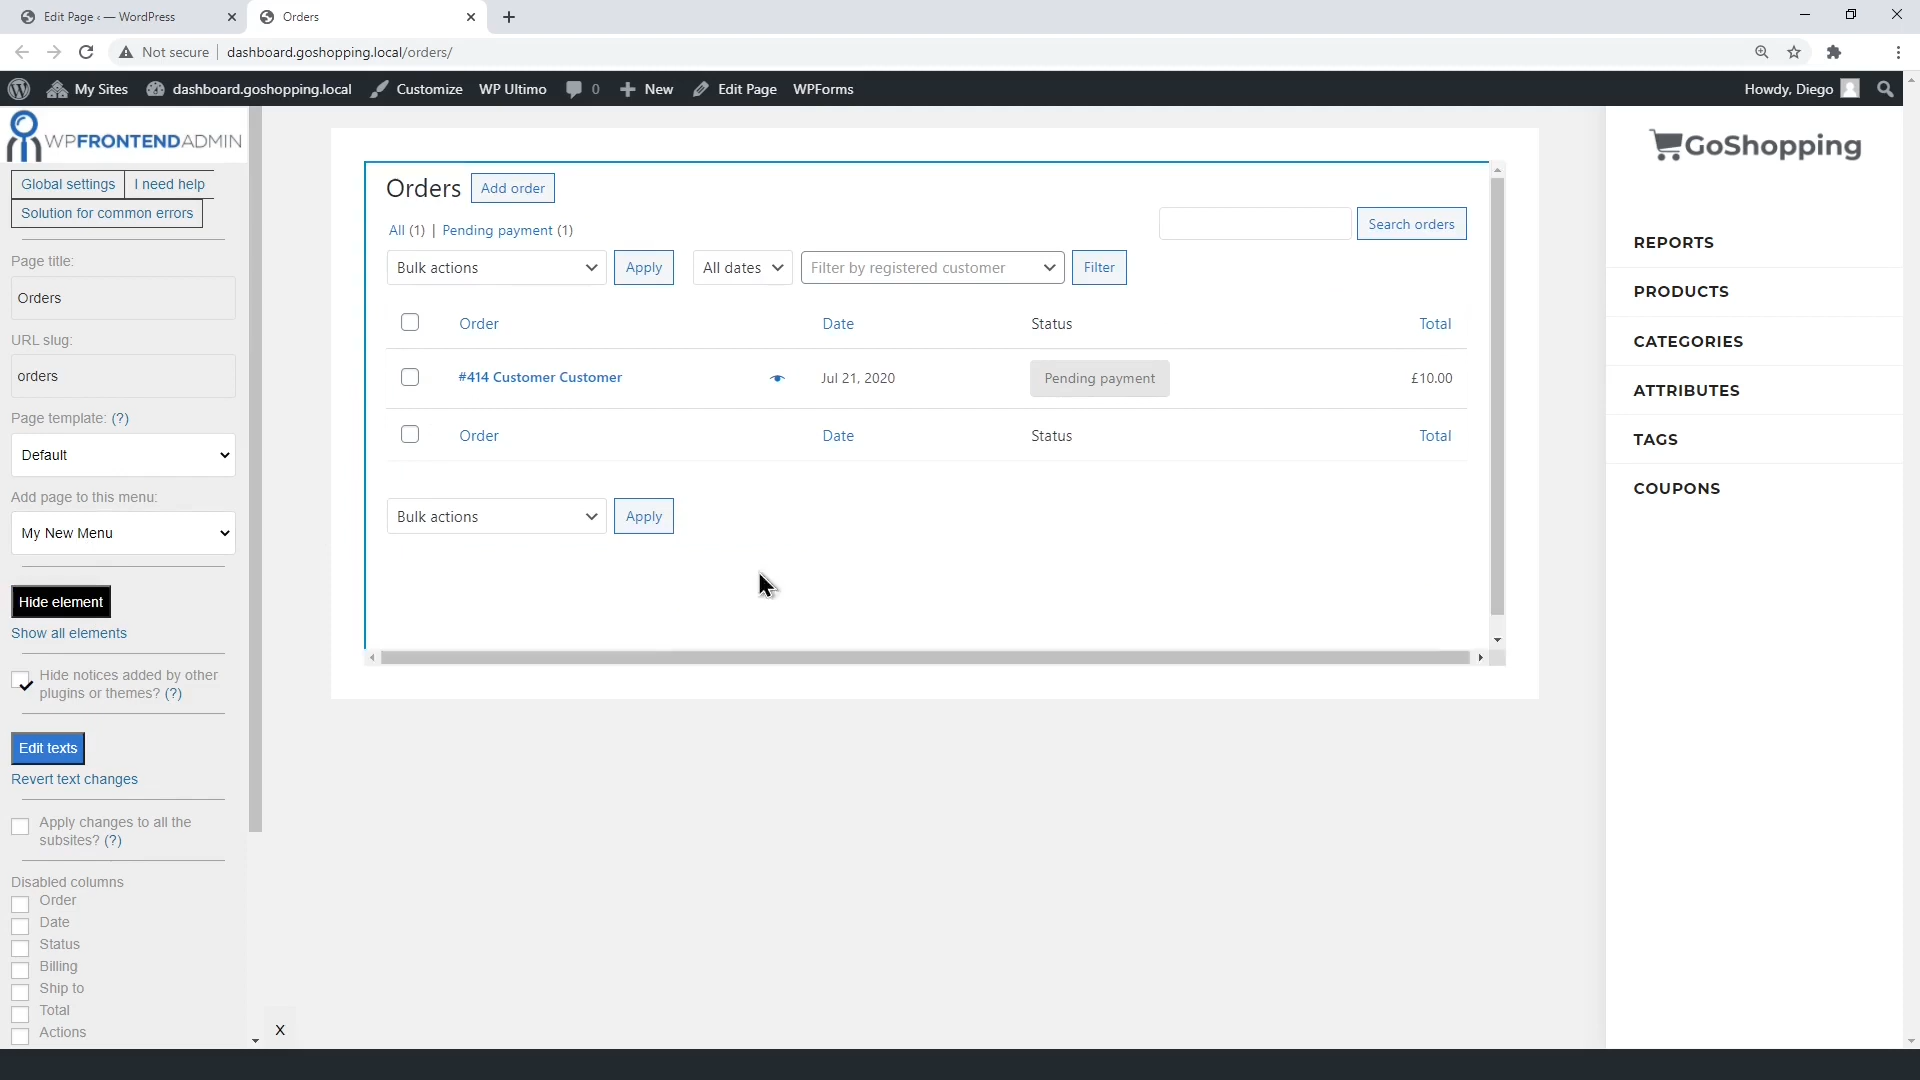 Edit Page ‹ — WordPress
Orders
Not secure
dashboard.goshopping.local/orders/
My Sites
dashboard.goshopping.local
Customize
WP Ultimo
0
New
Edit Page
WPForms
Howdy, Diego
WPFRONTENDADMIN
Global settings
I need help
Solution for common errors
Page title:
Orders
URL slug:
orders
Page template: (?)
Default
Add page to this menu:
My New Menu
Hide element
Show all elements
Hide notices added by other
plugins or themes? (?)
Edit texts
Revert text changes
Apply changes to all the
subsites? (?)
Disabled columns
Order
Date
Status
Billing
Ship to
Total
Actions
X
Orders
Add order
All (1) | Pending payment (1)
Search orders
Bulk actions
Apply
All dates
Filter by registered customer
Filter
Order
Date
Status
Total
#414 Customer Customer
Jul 21, 2020
Pending payment
£10.00
Order
Date
Status
Total
Bulk actions
Apply
GoShopping
REPORTS
PRODUCTS
CATEGORIES
ATTRIBUTES
TAGS
COUPONS